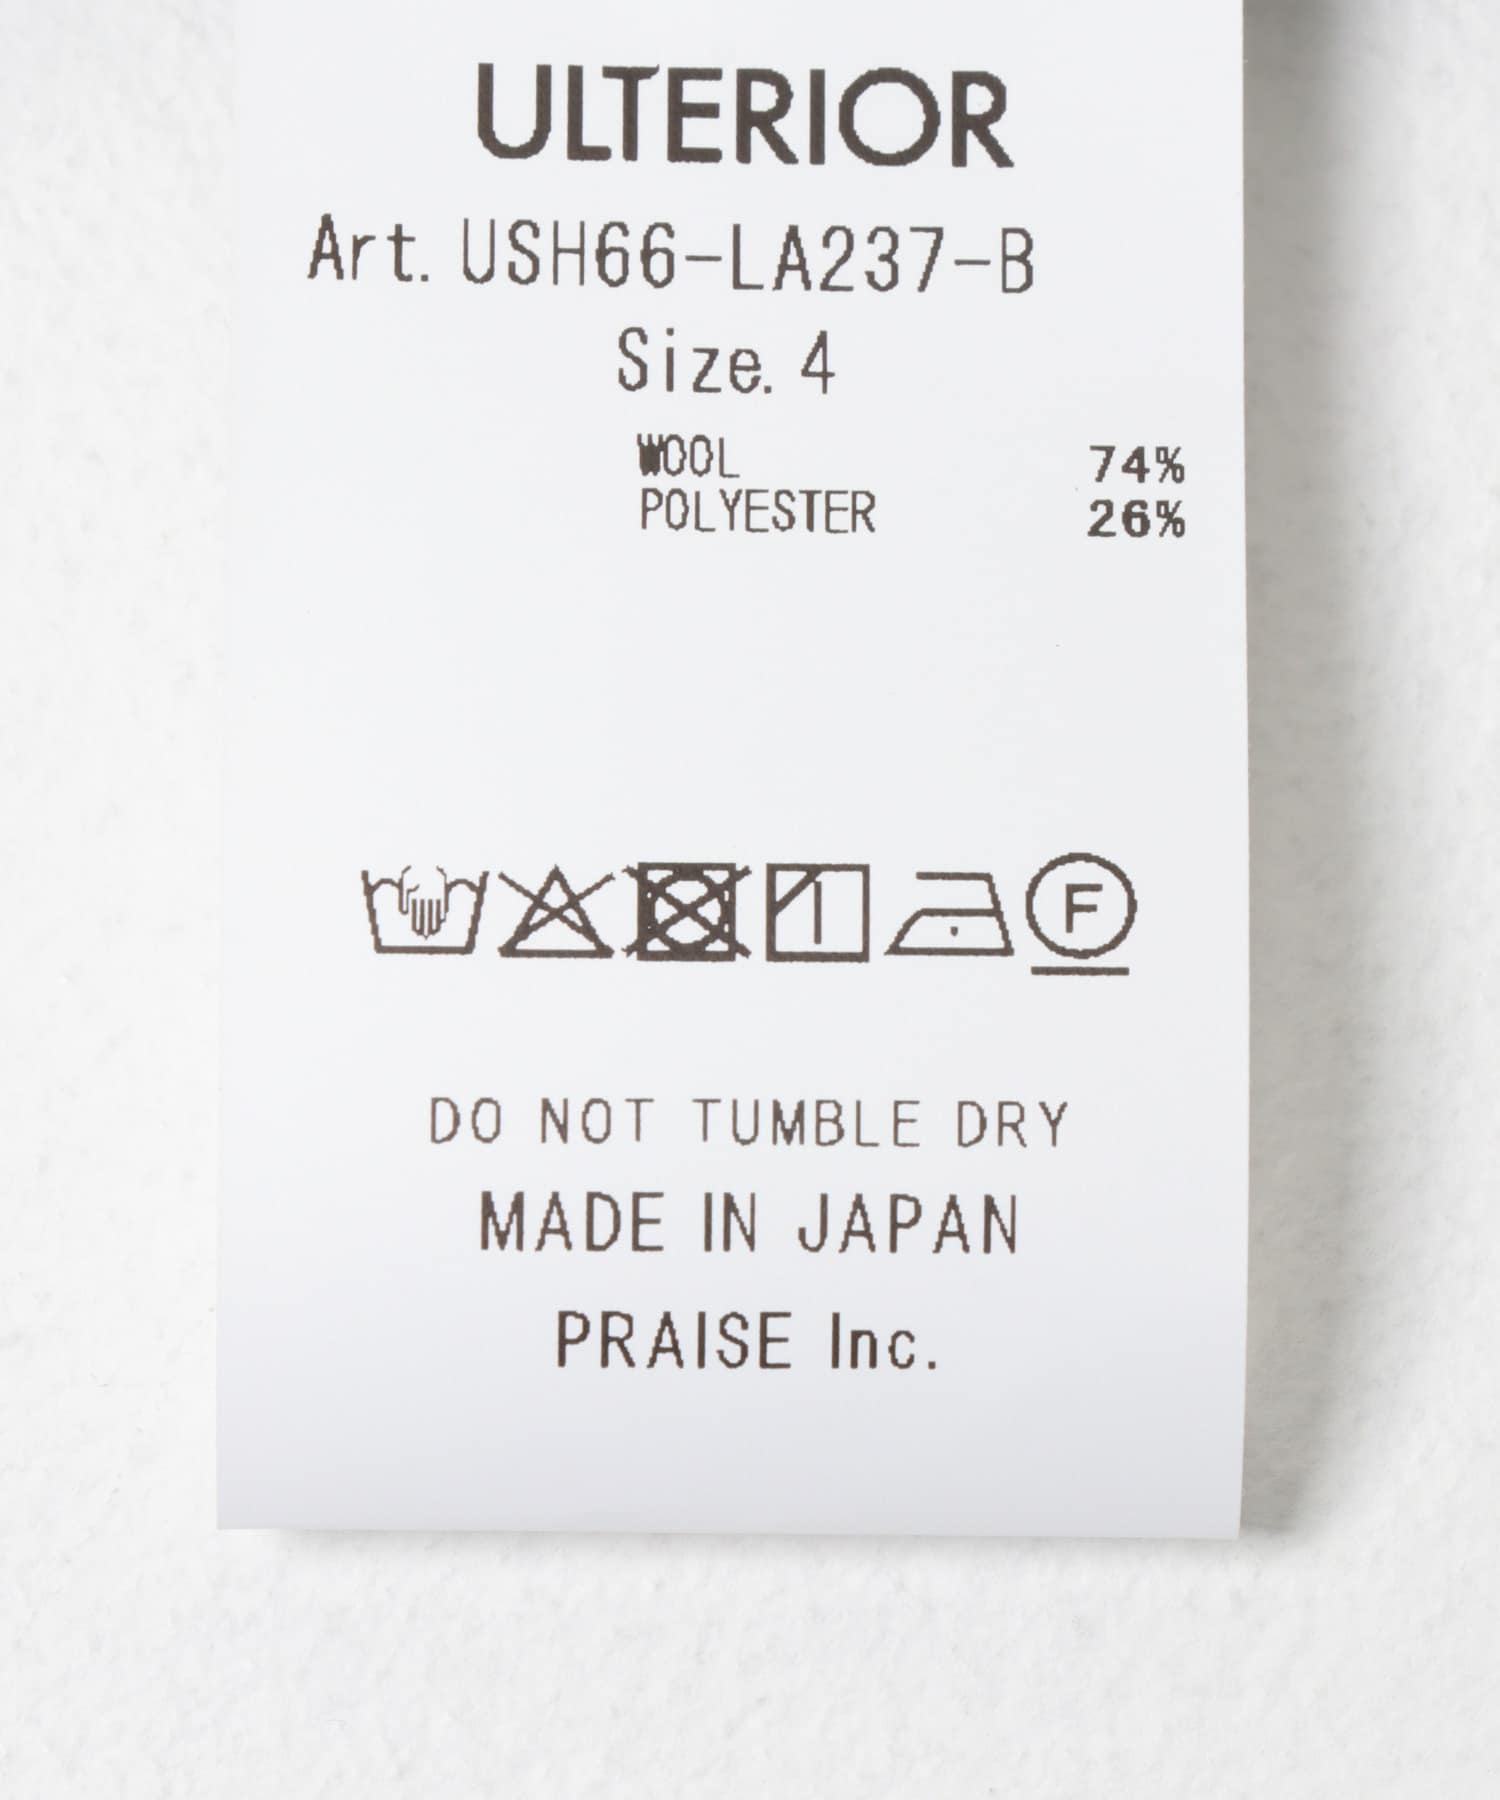 ULTERIOR
Art. USH66-LA237-B
Size. 4
WOOL 74%
POLYESTER 26%
F
DO NOT TUMBLE DRY
MADE IN JAPAN
PRAISE Inc.